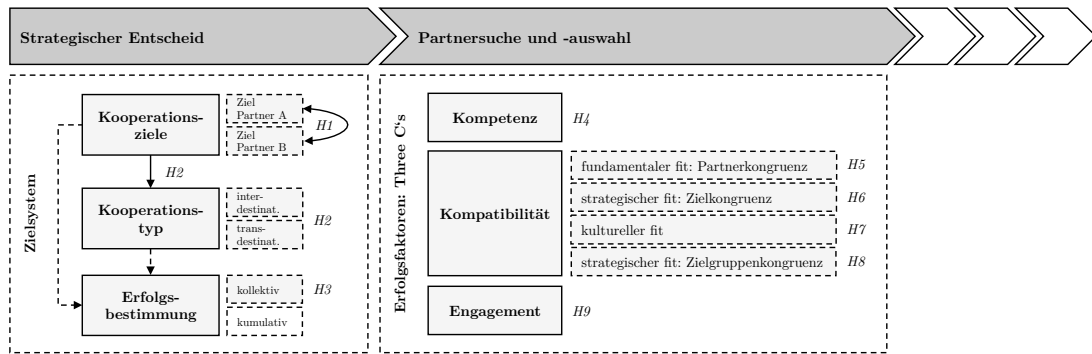 Strategischer Entscheid
Partnersuche und -auswahl
Zielsystem
Kooperations-
ziele
Ziel
Partner A
Ziel
Partner B
H1
H2
Kooperations-
typ
inter-
destinat.
trans-
destinat.
H2
Erfolgs-
bestimmung
kollektiv
kumulativ
H3
Erfolgsfaktoren: Three C‘s
Kompetenz
H4
Kompatibilität
fundamentaler fit: Partnerkongruenz
H5
strategischer fit: Zielkongruenz
H6
kultureller fit
H7
strategischer fit: Zielgruppenkongruenz
H8
Engagement
H9